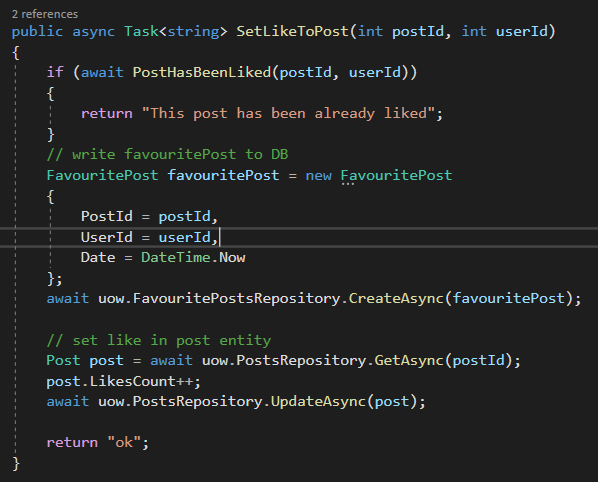 2 references
public async Task<string> SetLikeToPost(int postId, int userId)
{
    if (await PostHasBeenLiked(postId, userId))
    {
        return "This post has been already liked";
    }
    // write favouritePost to DB
    FavouritePost favouritePost = new FavouritePost
    {
        PostId = postId,
        UserId = userId,
        Date = DateTime.Now
    };
    await uow.FavouritePostsRepository.CreateAsync(favouritePost);

    // set like in post entity
    Post post = await uow.PostsRepository.GetAsync(postId);
    post.LikesCount++;
    await uow.PostsRepository.UpdateAsync(post);

    return "ok";
}